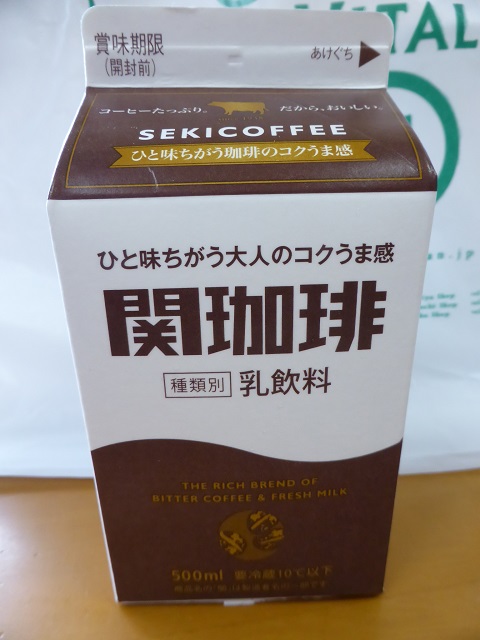 賞味期限
(開封前)
あけぐち
VITAL
コーヒーたっぷり。 だから、おいしい。
SEKICOFFEE
ひと味ちがう珈琲のコクうま感
ひと味ちがう大人のコクうま感
関珈琲
種類別 乳飲料
THE RICH BREND OF
BITTER COFFEE & FRESH MILK
500ml 要冷蔵10℃以下